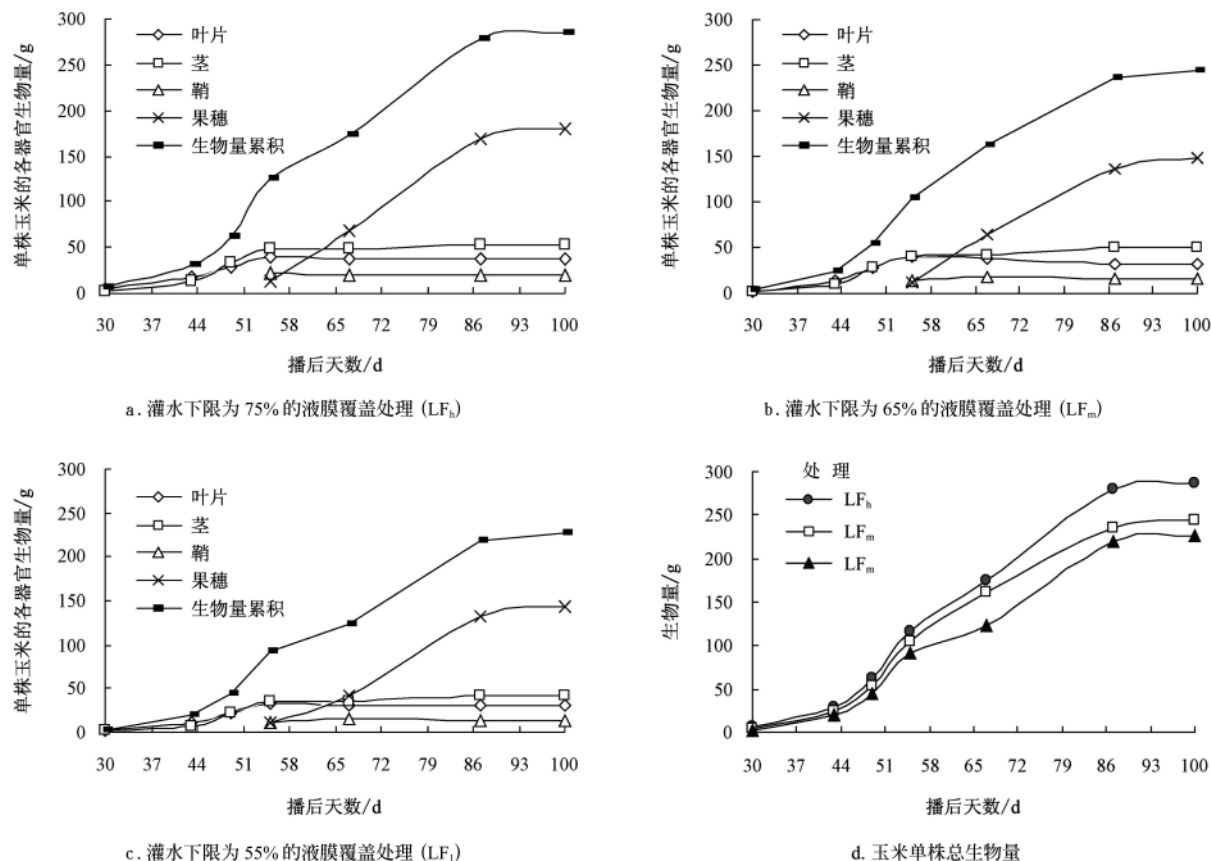 300
250
200
150
100
50
0
单株玉米的各器官生物量/g
叶片
茎
鞘
果穗
生物量累积
30 37 44 51 58 65 72 79 86 93 100
播后天数/d
a. 灌水下限为 75% 的液膜覆盖处理 (LFh)
300
250
200
150
100
50
0
单株玉米的各器官生物量/g
叶片
茎
鞘
果穗
生物量累积
30 37 44 51 58 65 72 79 86 93 100
播后天数/d
b. 灌水下限为 65% 的液膜覆盖处理 (LFm)
300
250
200
150
100
50
0
单株玉米的各器官生物量/g
叶片
茎
鞘
果穗
生物量累积
30 37 44 51 58 65 72 79 86 93 100
播后天数/d
c. 灌水下限为 55% 的液膜覆盖处理 (LFl)
300
250
200
150
100
50
0
生物量/g
处 理
LFh
LFm
LFm
30 37 44 51 58 65 72 79 86 93 100
播后天数/d
d. 玉米单株总生物量